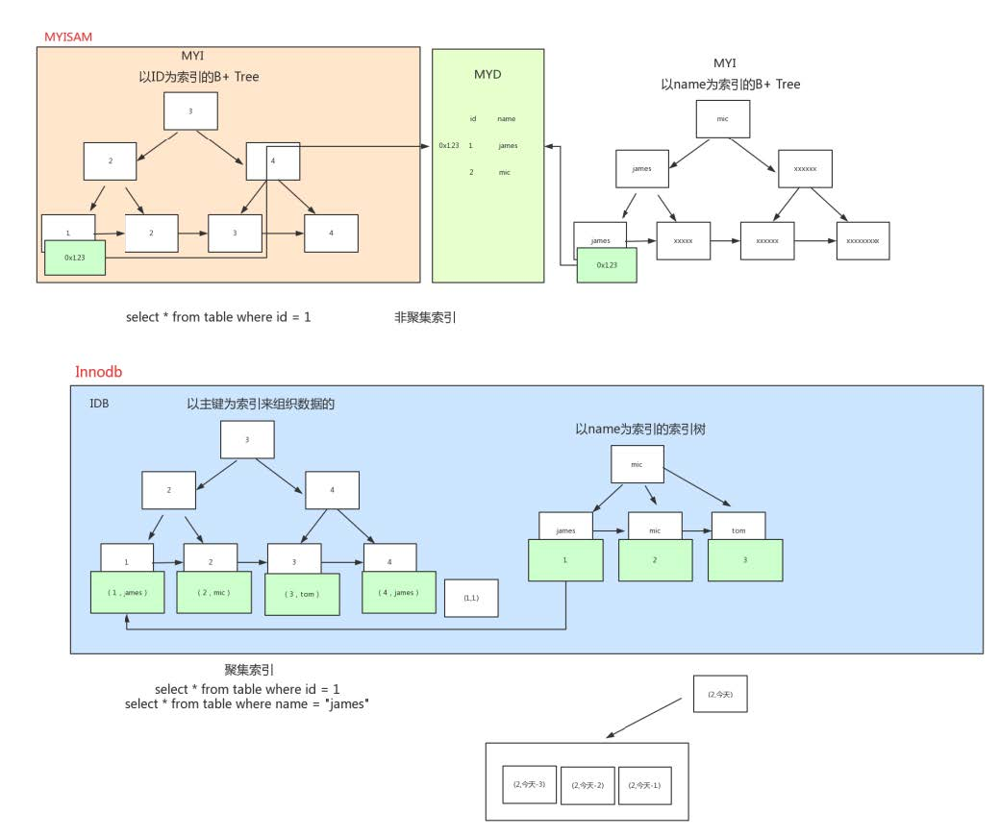 MYISAM
MYI
以ID为索引的B+ Tree
3
2
4
1
2
3
4
0x123
MYD
id name
0x123 1 james
2 mic
MYI
以name为索引的B+ Tree
mic
james
xxxxxx
james
xxxxx
xxxxxx
xxxxxxxxx
0x123
select * from table where id = 1
非聚集索引
Innodb
IDB
以主键为索引来组织数据的
3
2
4
1
2
3
4
( 1 , james )
( 2 , mic )
( 3 , tom )
( 4 , james )
(1,1)
以name为索引的索引树
mic
james
mic
tom
1
2
3
聚集索引
select * from table where id = 1
select * from table where name = "james"
(2,今天)
(2,今天-3)
(2,今天-2)
(2,今天-1)